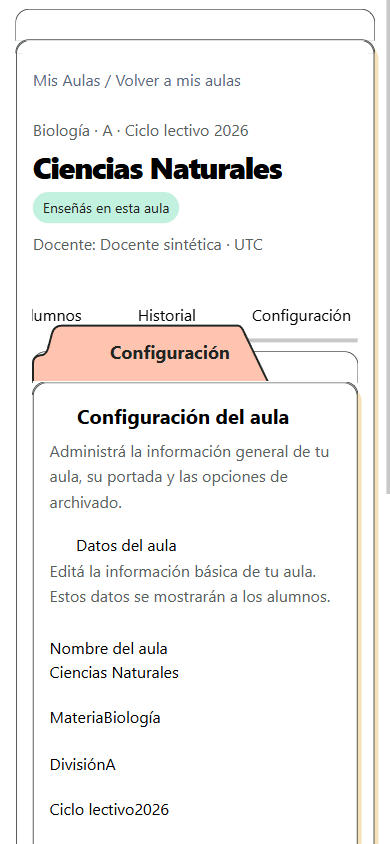 Mis Aulas / Volver a mis aulas
Biología · A · Ciclo lectivo 2026
Ciencias Naturales
Enseñás en esta aula
Docente: Docente sintética · UTC
lumnos Historial Configuración
Configuración
Configuración del aula
Administrá la información general de tu
aula, su portada y las opciones de
archivado.
Datos del aula
Editá la información básica de tu aula.
Estos datos se mostrarán a los alumnos.
Nombre del aula
Ciencias Naturales
MateriaBiología
DivisiónA
Ciclo lectivo2026